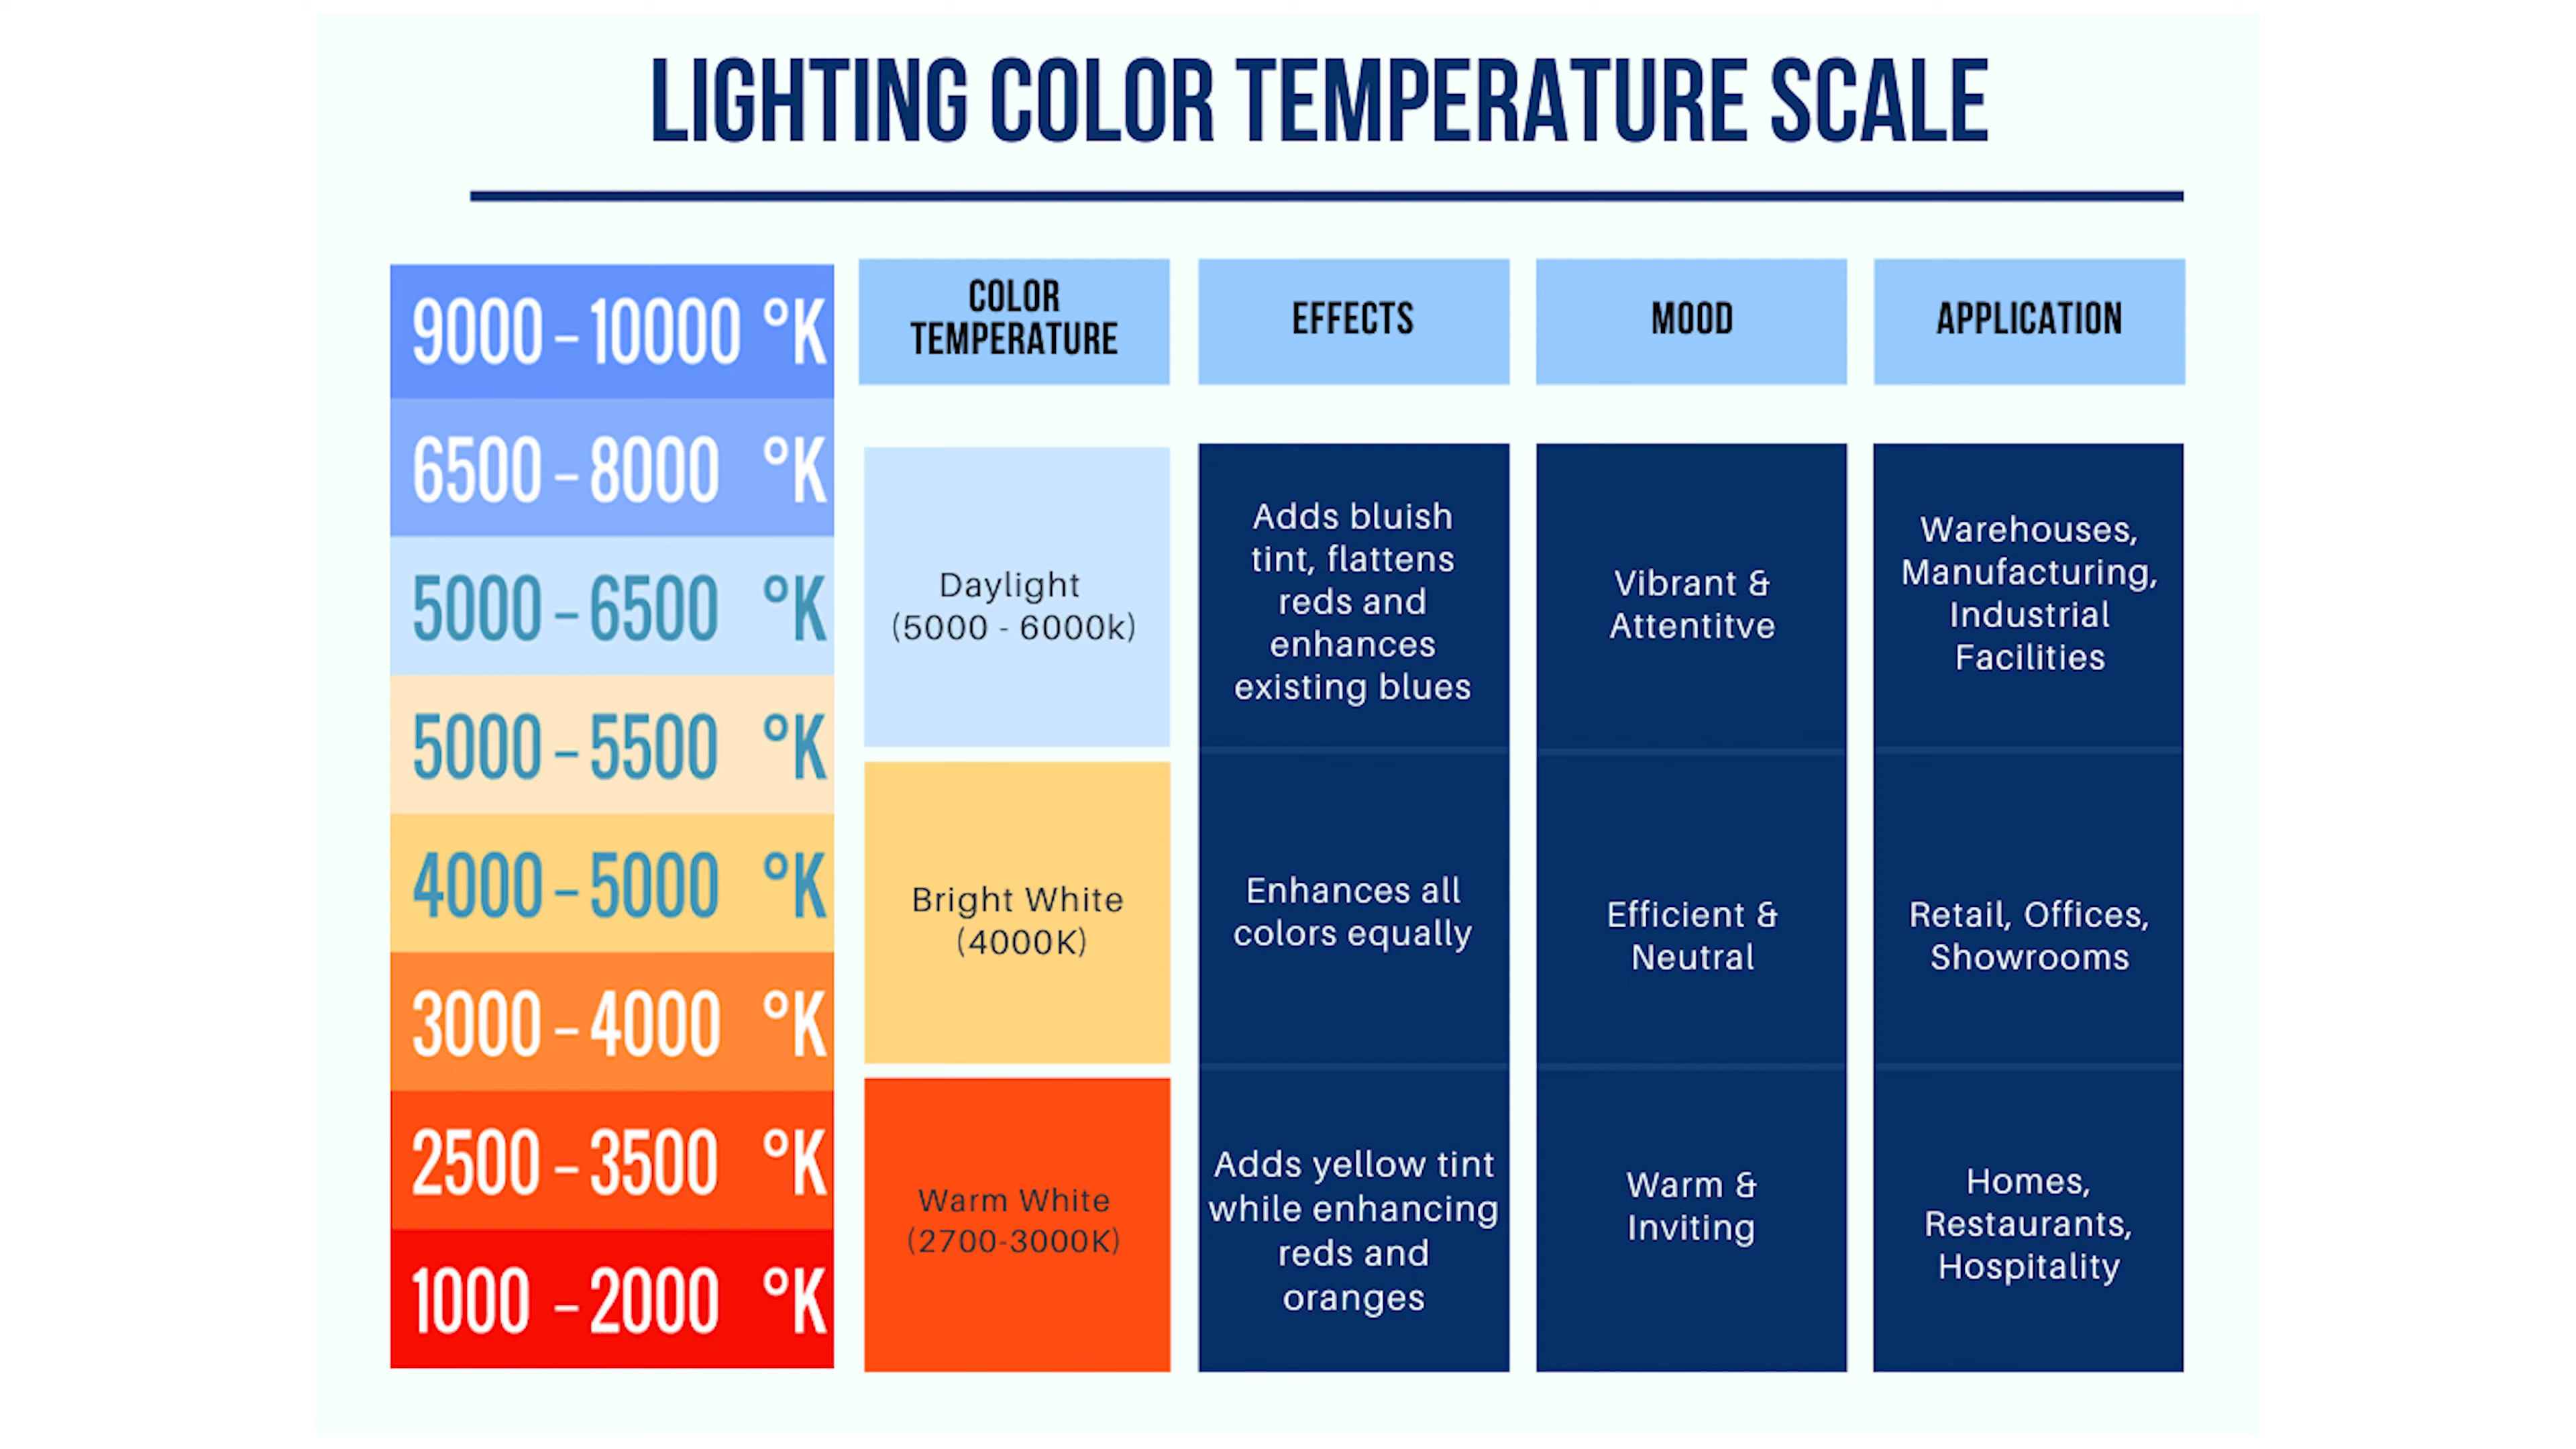 LIGHTING COLOR TEMPERATURE SCALE
9000 – 10000 °K
6500 – 8000 °K
5000 – 6500 °K
5000 – 5500 °K
4000 – 5000 °K
3000 – 4000 °K
2500 – 3500 °K
1000 – 2000 °K
COLOR
TEMPERATURE
EFFECTS
MOOD
APPLICATION
Daylight
(5000 - 6000k)
Adds bluish
tint, flattens
reds and
enhances
existing blues
Vibrant &
Attentitve
Warehouses,
Manufacturing,
Industrial
Facilities
Bright White
(4000K)
Enhances all
colors equally
Efficient &
Neutral
Retail, Offices,
Showrooms
Warm White
(2700-3000K)
Adds yellow tint
while enhancing
reds and
oranges
Warm &
Inviting
Homes,
Restaurants,
Hospitality